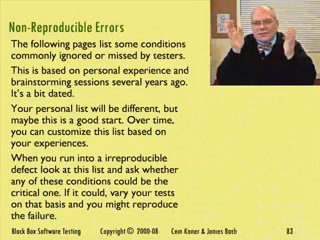 Non-Reproducible Errors
The following pages list some conditions
commonly ignored or missed by testers.
This is based on personal experience and
brainstorming sessions several years ago.
It's a bit dated.
Your personal list will be different, but
maybe this is a good start. Over time,
you can customize this list based on
your experiences.
When you run into a irreproducible
defect look at this list and ask whether
any of these conditions could be the
critical one. If it could, vary your tests
on that basis and you might reproduce
the failure.
Black Box Software Testing Copyright © 2000-08 Cem Kaner & James Bach 83